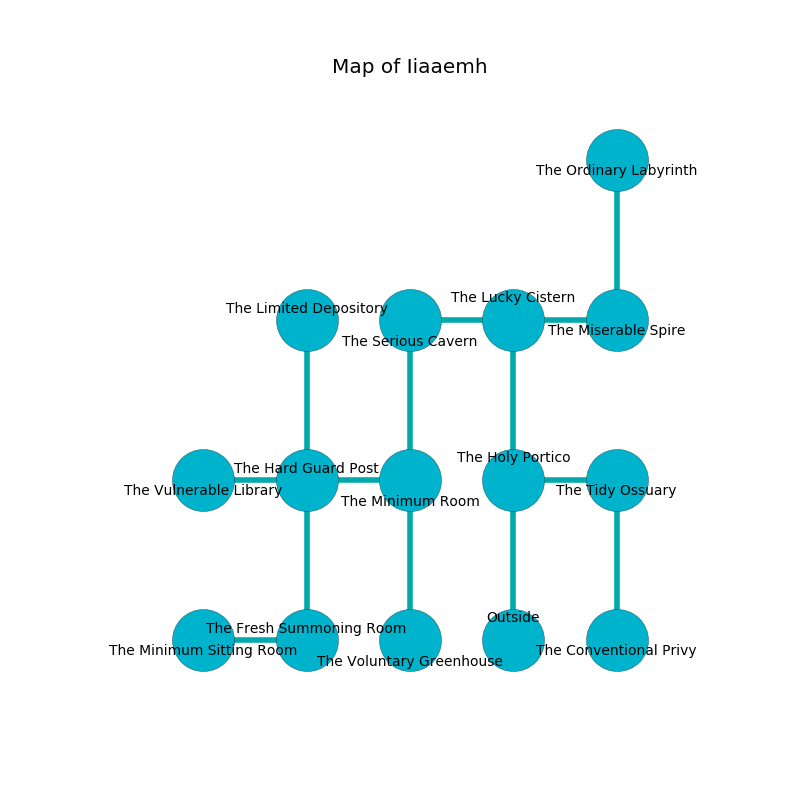 Map of Iiaaemh
The Ordinary Labyrinth
The Lucky Cistern
The Limited Depository
The Miserable Spire
The Serious Cavern
The Holy Portico
The Hard Guard Post
The Vulnerable Library
The Tidy Ossuary
The Minimum Room
Outside
The Fresh Summoning Room
The Minimum Sitting Room
The Conventional Privy
The Voluntary Greenhouse